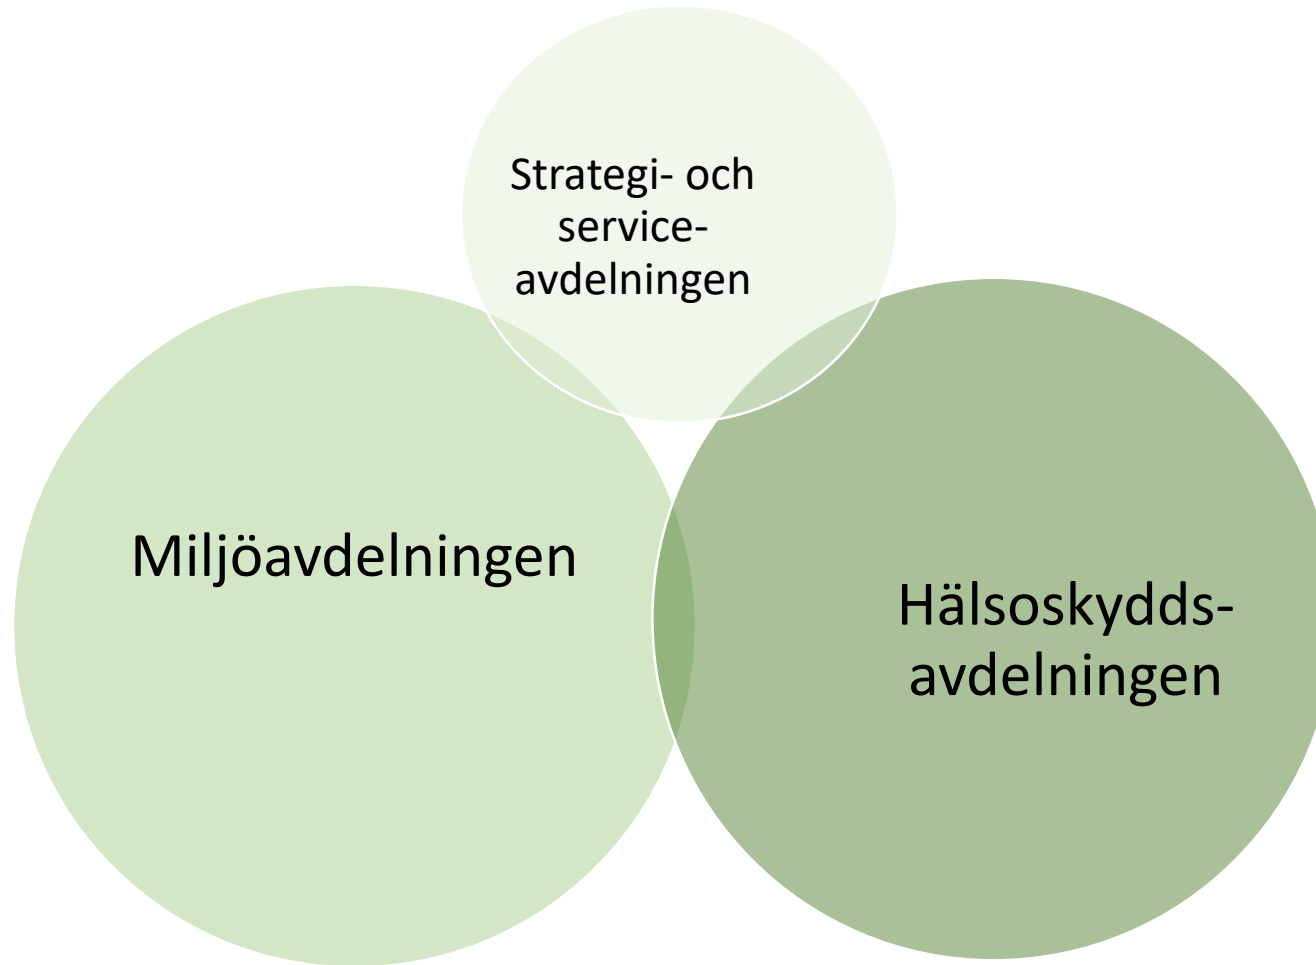 Strategi- och
service-
avdelningen
Miljöavdelningen
Hälsoskydds-
avdelningen